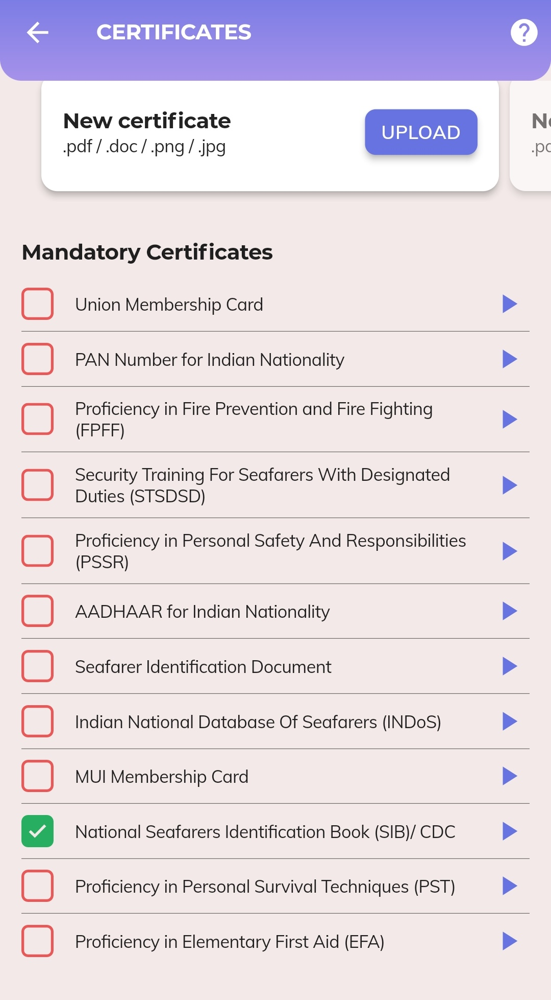 CERTIFICATES
New certificate
.pdf / .doc / .png / .jpg
UPLOAD
Mandatory Certificates
Union Membership Card
PAN Number for Indian Nationality
Proficiency in Fire Prevention and Fire Fighting
(FPFF)
Security Training For Seafarers With Designated
Duties (STSDSD)
Proficiency in Personal Safety And Responsibilities
(PSSR)
AADHAAR for Indian Nationality
Seafarer Identification Document
Indian National Database Of Seafarers (INDoS)
MUI Membership Card
National Seafarers Identification Book (SIB)/ CDC
Proficiency in Personal Survival Techniques (PST)
Proficiency in Elementary First Aid (EFA)